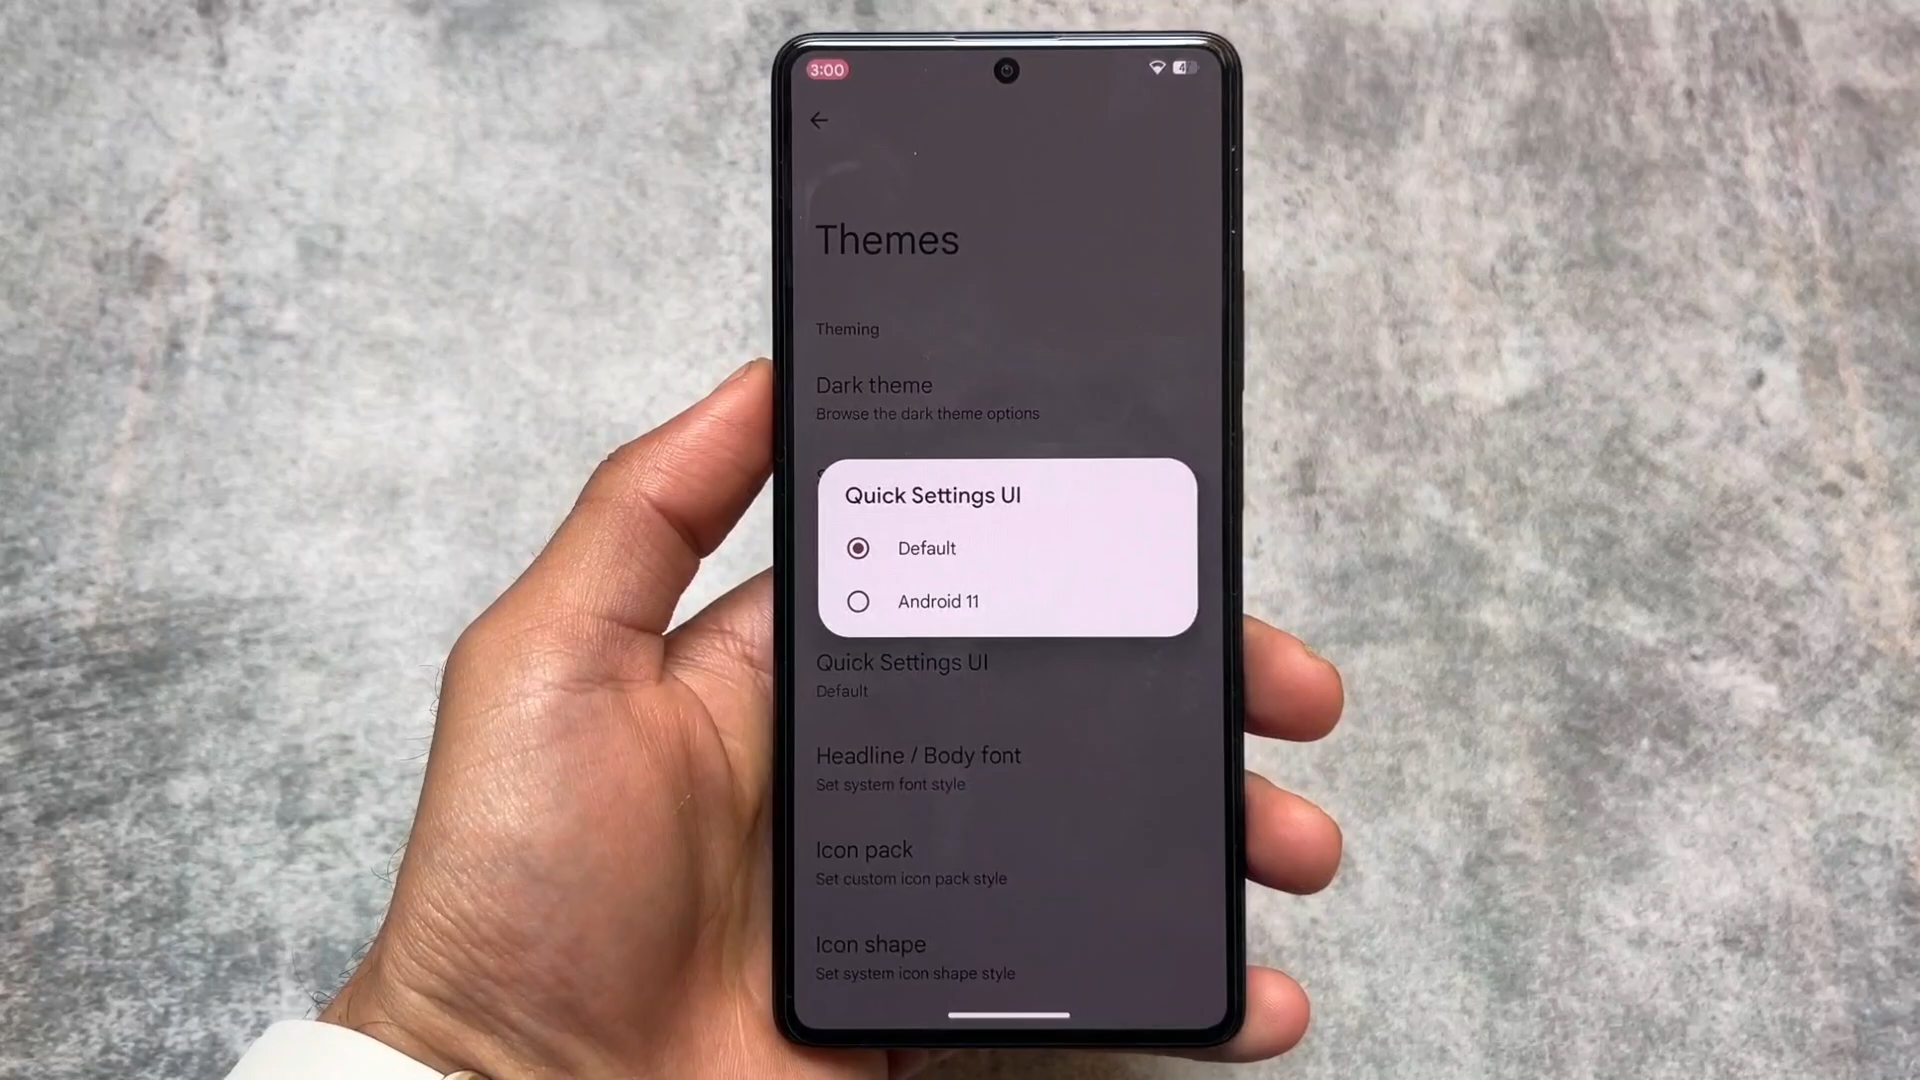 3:00
Themes
Theming
Dark theme
Browse the dark theme options
Quick Settings UI
Default
Android 11
Quick Settings UI
Default
Headline / Body font
Set system font style
Icon pack
Set custom icon pack style
Icon shape
Set system icon shape style